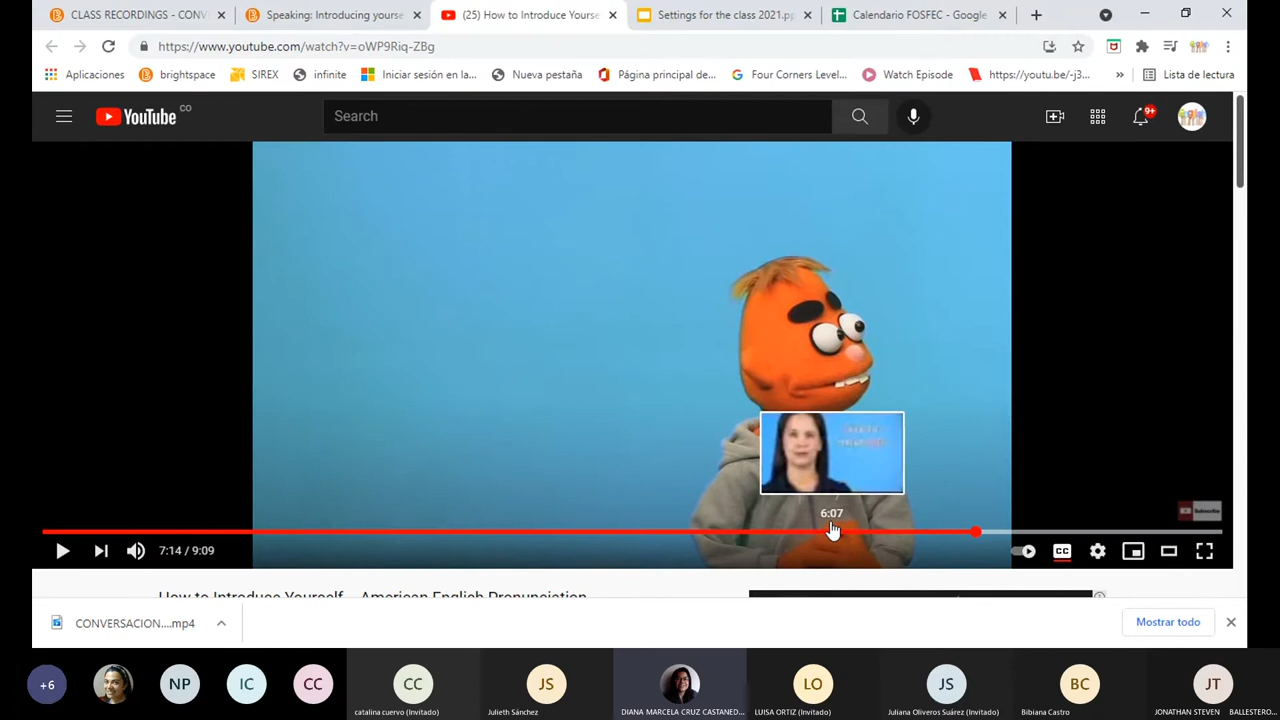 CLASS RECORDINGS - CONV
Speaking: Introducing yourse
(25) How to Introduce Yourse
Settings for the class 2021.pp
Calendario FOSFEC - Google
https://www.youtube.com/watch?v=oWP9Riq-ZBg
Aplicaciones
brightspace
SIREX
infinite
Iniciar sesión en la...
Nueva pestaña
Página principal de...
Four Corners Level...
Watch Episode
https://youtu.be/-j3...
»
Lista de lectura
YouTube CO
Search
9+
6:07
Subscribe
7:14 / 9:09
CC
How to Introduce Yourself – American English Pronunciation
CONVERSACION....mp4
Mostrar todo
+6
NP
IC
CC
CC
JS
LO
JS
BC
JT
catalina cuervo (Invitado)
Julieth Sánchez
DIANA MARCELA CRUZ CASTANED...
LUISA ORTIZ (Invitado)
Juliana Oliveros Suárez (Invitado)
Bibiana Castro
JONATHAN STEVEN BALLESTERO...